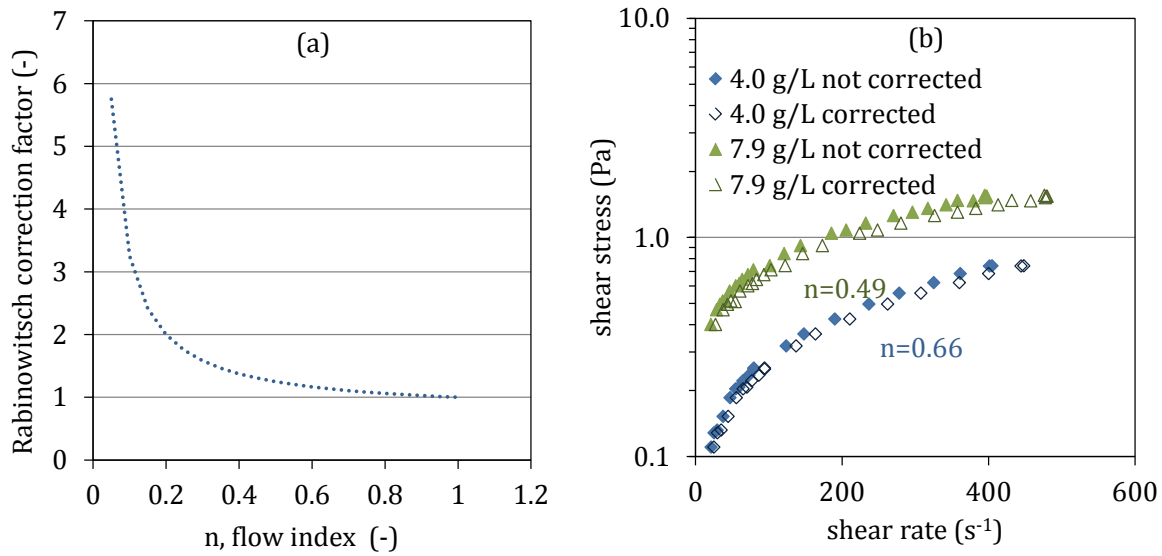 (a)
7
6
5
4
3
2
1
0
0 0.2 0.4 0.6 0.8 1 1.2
Rabinowitsch correction factor (-)
n, flow index (-)
(b)
10.0
1.0
0.1
0 200 400 600
shear stress (Pa)
shear rate (s⁻¹)
4.0 g/L not corrected
4.0 g/L corrected
7.9 g/L not corrected
7.9 g/L corrected
n=0.49
n=0.66